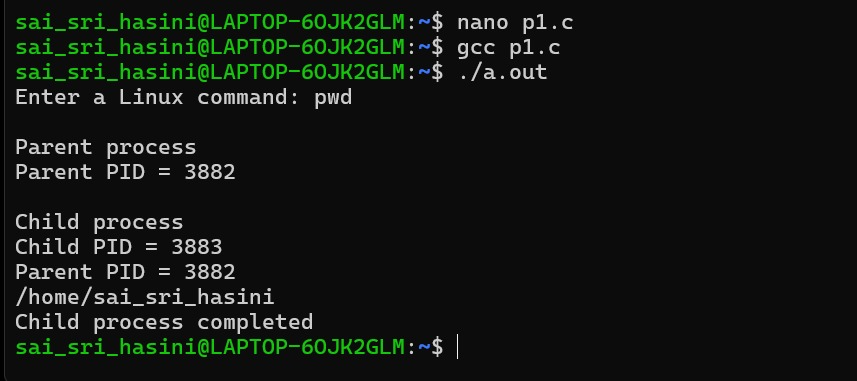 sai_sri_hasini@LAPTOP-6OJK2GLM:~$ nano p1.c
sai_sri_hasini@LAPTOP-6OJK2GLM:~$ gcc p1.c
sai_sri_hasini@LAPTOP-6OJK2GLM:~$ ./a.out
Enter a Linux command: pwd
Parent process
Parent PID = 3882
Child process
Child PID = 3883
Parent PID = 3882
/home/sai_sri_hasini
Child process completed
sai_sri_hasini@LAPTOP-6OJK2GLM:~$